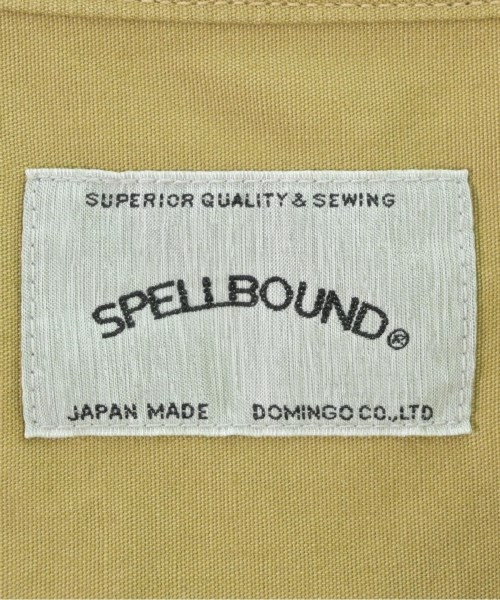 SUPERIOR QUALITY & SEWING
SPELLBOUND®
JAPAN MADE DOMINGO CO.,LTD